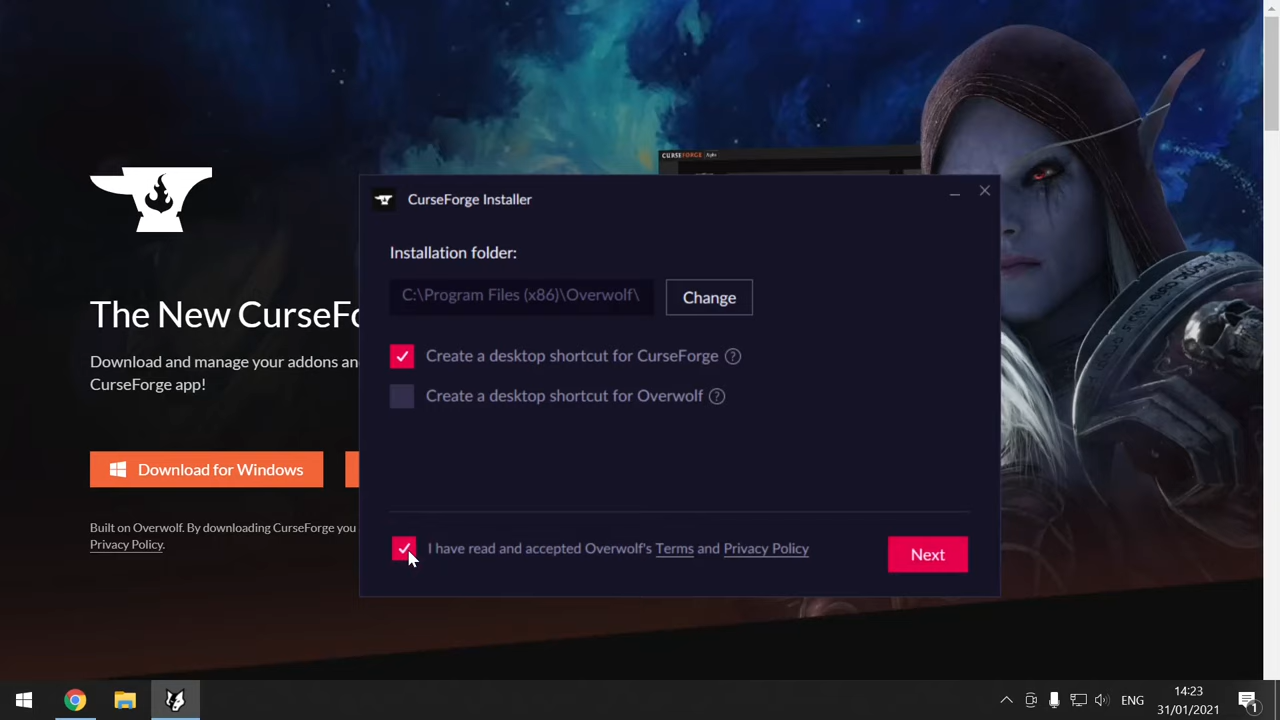 CURSEFORGE Alpha
CurseForge Installer
Installation folder:
C:\Program Files (x86)\Overwolf\
Change
Create a desktop shortcut for CurseForge ?
Create a desktop shortcut for Overwolf ?
I have read and accepted Overwolf's Terms and Privacy Policy
Next
The New CurseFo
Download and manage your addons an
CurseForge app!
Download for Windows
Built on Overwolf. By downloading CurseForge you
Privacy Policy.
ENG
14:23
31/01/2021
1